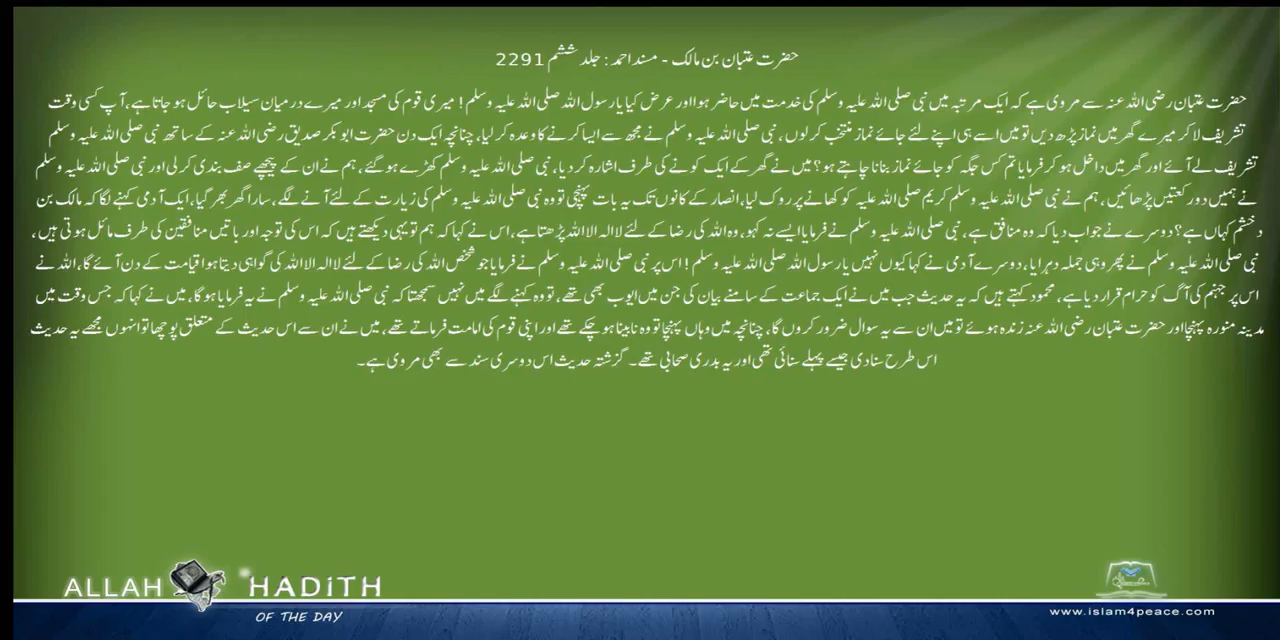 حضرت عتبان بن مالک - مسند احمد : جلد ششم 2291
حضرت عتبان رضی اللہ عنہ سے مروی ہے کہ ایک مرتبہ میں نبی صلی اللہ علیہ وسلم کی خدمت میں حاضر ہوا اور عرض کیا یا رسول اللہ صلی اللہ علیہ وسلم ! میری قوم کی مسجد اور میرے درمیان سیلاب حائل ہو جاتا ہے، آپ کسی وقت
تشریف لا کر میرے گھر میں نماز پڑھ دیں تو میں اسے ہی اپنے لئے جائے نماز منتخب کر لوں، نبی صلی اللہ علیہ وسلم نے مجھ سے ایسا کرنے کا وعدہ کر لیا، چنانچہ ایک دن حضرت ابو بکر صدیق رضی اللہ عنہ کے ساتھ نبی صلی اللہ علیہ وسلم
تشریف لے آئے اور گھر میں داخل ہو کر فرمایا تم کس جگہ کو جائے نماز بنانا چاہتے ہو؟ میں نے گھر کے ایک کونے کی طرف اشارہ کر دیا، نبی صلی اللہ علیہ وسلم کھڑے ہو گئے، ہم نے ان کے پیچھے صف بندی کر لی اور نبی صلی اللہ علیہ وسلم
نے ہمیں دو رکعتیں پڑھائیں، ہم نے نبی صلی اللہ علیہ وسلم کریم صلی اللہ علیہ کو کھانے پر روک لیا، انصار کے کانوں تک یہ بات پہنچی تو وہ نبی صلی اللہ علیہ وسلم کی زیارت کے لئے آنے لگے، سارا گھر بھر گیا، ایک آدمی کہنے لگا کہ مالک بن
دخشم کہاں ہے؟ دوسرے نے جواب دیا کہ وہ منافق ہے، نبی صلی اللہ علیہ وسلم نے فرمایا ایسے نہ کہو، وہ اللہ کی رضا کے لئے لا الہ الا اللہ پڑھتا ہے، اس نے کہا کہ ہم تو یہی دیکھتے ہیں کہ اس کی توجہ اور باتیں منافقین کی طرف مائل ہوتی ہیں،
نبی صلی اللہ علیہ وسلم نے پھر وہی جملہ دہرایا، دوسرے آدمی نے کہا کیوں نہیں یا رسول اللہ صلی اللہ علیہ وسلم ! اس پر نبی صلی اللہ علیہ وسلم نے فرمایا جو شخص اللہ کی رضا کے لئے لا الہ الا اللہ کی گواہی دیتا ہوا قیامت کے دن آئے گا، اللہ نے
اس پر جہنم کی آگ کو حرام قرار دیا ہے، محمود کہتے ہیں کہ یہ حدیث جب میں نے ایک جماعت کے سامنے بیان کی جن میں ایوب بھی تھے، تو وہ کہنے لگے میں نہیں سمجھتا کہ نبی صلی اللہ علیہ وسلم نے یہ فرمایا ہو گا، میں نے کہا کہ جس وقت میں
مدینہ منورہ پہنچا اور حضرت عتبان رضی اللہ عنہ زندہ ہوئے تو میں ان سے یہ سوال ضرور کروں گا، چنانچہ میں وہاں پہنچا تو وہ نابینا ہو چکے تھے اور اپنی قوم کی امامت فرماتے تھے، میں نے ان سے اس حدیث کے متعلق پوچھا تو انہوں مجھے یہ حدیث
اس طرح سنا دی جیسے پہلے سنائی تھی اور یہ بدری صحابی تھے۔ گزشتہ حدیث اس دوسری سند سے بھی مروی ہے۔
ALLAH HADITH
OF THE DAY
www.islam4peace.com